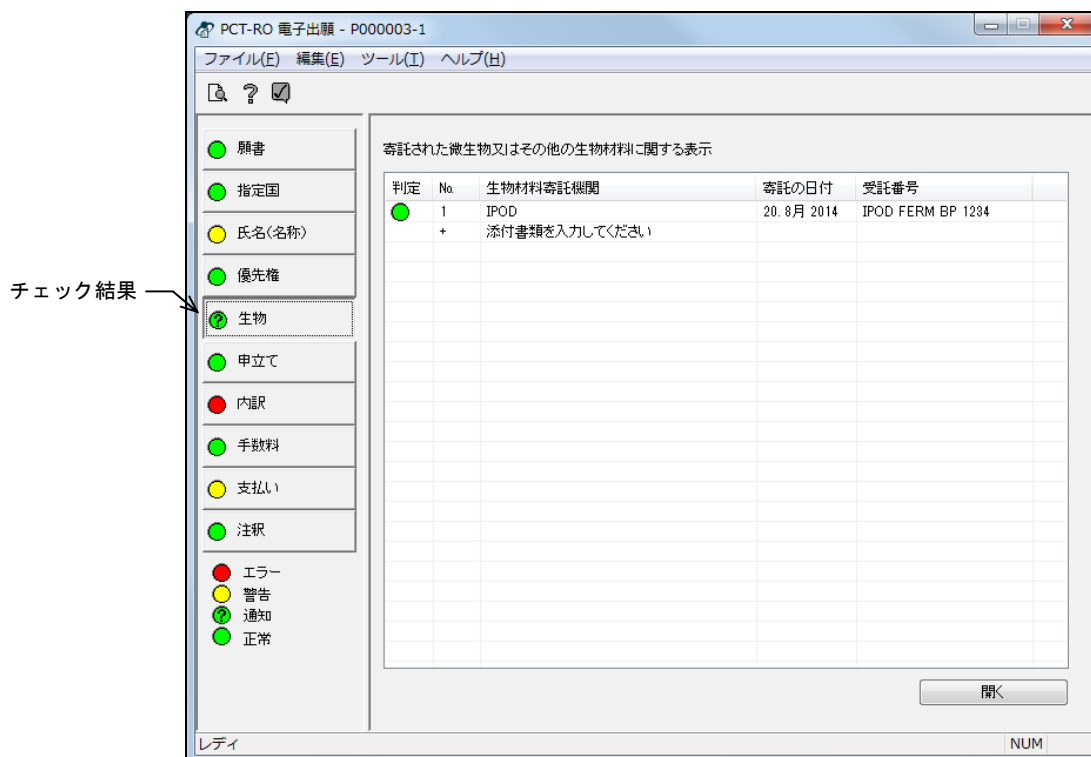 PCT-RO 電子出願 - P000003-1
ファイル(F) 編集(E) ツール(T) ヘルプ(H)
願書
指定国
氏名(名称)
優先権
生物
申立て
内訳
手数料
支払い
注釈
エラー
警告
通知
正常
チェック結果
寄託された微生物又はその他の生物材料に関する表示
判定 No. 生物材料寄託機関 寄託の日付 受託番号
1 IPOD 20. 8月 2014 IPOD FERM BP 1234
+ 添付書類を入力してください
開く
レディ NUM